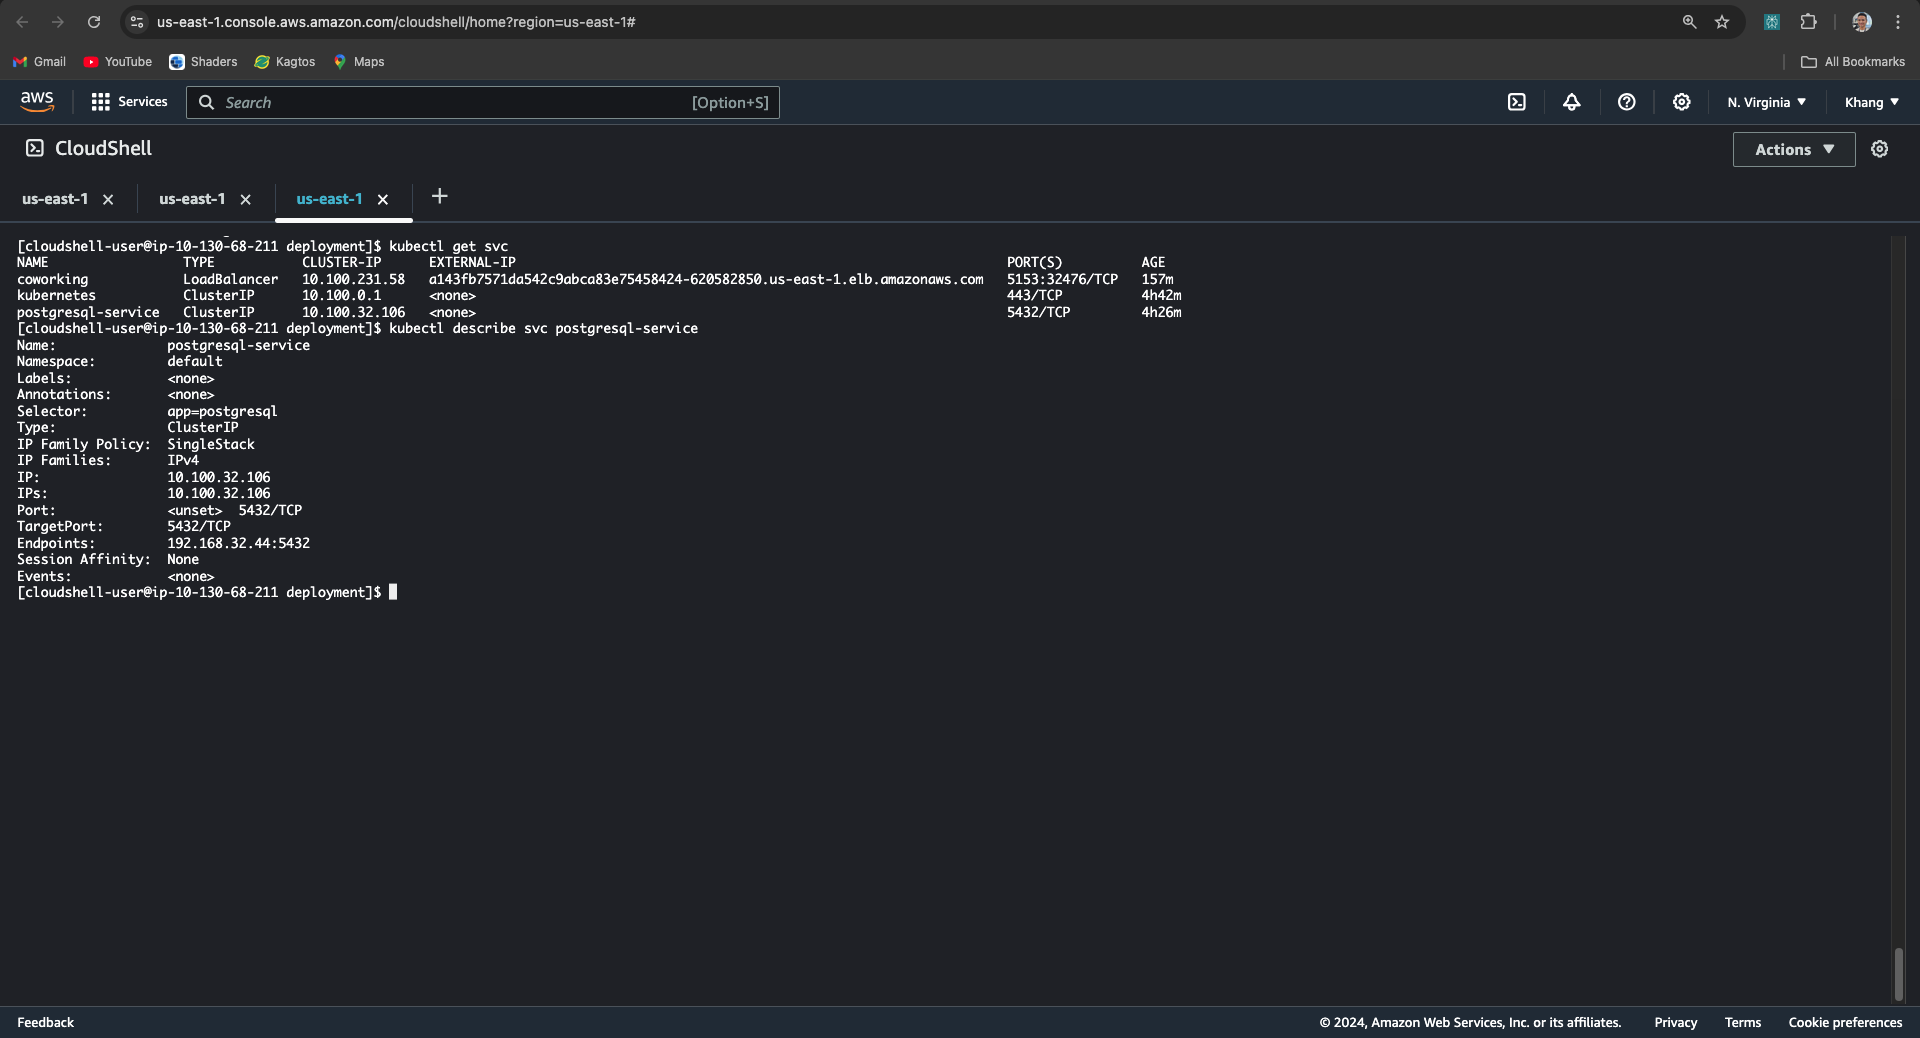 us-east-1.console.aws.amazon.com/cloudshell/home?region=us-east-1#
Gmail YouTube Shaders Kagtos Maps All Bookmarks
aws Services Search [Option+S] N. Virginia Khang
CloudShell Actions
us-east-1 us-east-1 us-east-1
[cloudshell-user@ip-10-130-68-211 deployment]$ kubectl get svc
NAME TYPE CLUSTER-IP EXTERNAL-IP PORT(S) AGE
coworking LoadBalancer 10.100.231.58 a143fb7571da542c9abca83e75458424-620582850.us-east-1.elb.amazonaws.com 5153:32476/TCP 157m
kubernetes ClusterIP 10.100.0.1 <none> 443/TCP 4h42m
postgresql-service ClusterIP 10.100.32.106 <none> 5432/TCP 4h26m
[cloudshell-user@ip-10-130-68-211 deployment]$ kubectl describe svc postgresql-service
Name: postgresql-service
Namespace: default
Labels: <none>
Annotations: <none>
Selector: app=postgresql
Type: ClusterIP
IP Family Policy: SingleStack
IP Families: IPv4
IP: 10.100.32.106
IPs: 10.100.32.106
Port: <unset> 5432/TCP
TargetPort: 5432/TCP
Endpoints: 192.168.32.44:5432
Session Affinity: None
Events: <none>
[cloudshell-user@ip-10-130-68-211 deployment]$
Feedback © 2024, Amazon Web Services, Inc. or its affiliates. Privacy Terms Cookie preferences